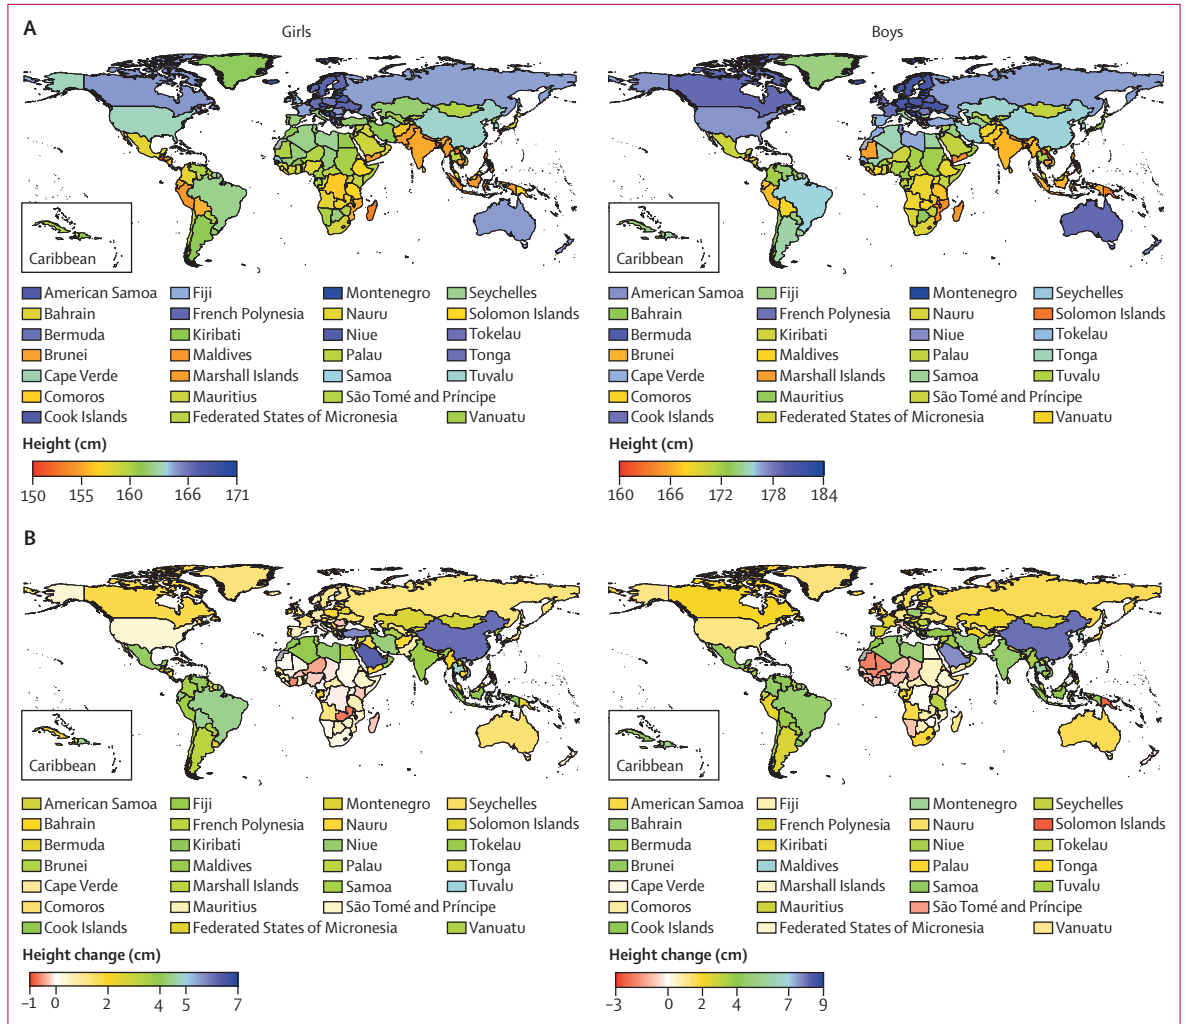 A
Girls
Boys
Caribbean
Caribbean
American Samoa Fiji Montenegro Seychelles
Bahrain French Polynesia Nauru Solomon Islands
Bermuda Kiribati Niue Tokelau
Brunei Maldives Palau Tonga
Cape Verde Marshall Islands Samoa Tuvalu
Comoros Mauritius São Tomé and Príncipe
Cook Islands Federated States of Micronesia Vanuatu
Height (cm)
150 155 160 166 171
American Samoa Fiji Montenegro Seychelles
Bahrain French Polynesia Nauru Solomon Islands
Bermuda Kiribati Niue Tokelau
Brunei Maldives Palau Tonga
Cape Verde Marshall Islands Samoa Tuvalu
Comoros Mauritius São Tomé and Príncipe
Cook Islands Federated States of Micronesia Vanuatu
Height (cm)
160 166 172 178 184
B
Caribbean
Caribbean
American Samoa Fiji Montenegro Seychelles
Bahrain French Polynesia Nauru Solomon Islands
Bermuda Kiribati Niue Tokelau
Brunei Maldives Palau Tonga
Cape Verde Marshall Islands Samoa Tuvalu
Comoros Mauritius São Tomé and Príncipe
Cook Islands Federated States of Micronesia Vanuatu
Height change (cm)
–1 0 2 4 5 7
American Samoa Fiji Montenegro Seychelles
Bahrain French Polynesia Nauru Solomon Islands
Bermuda Kiribati Niue Tokelau
Brunei Maldives Palau Tonga
Cape Verde Marshall Islands Samoa Tuvalu
Comoros Mauritius São Tomé and Príncipe
Cook Islands Federated States of Micronesia Vanuatu
Height change (cm)
–3 0 2 4 7 9